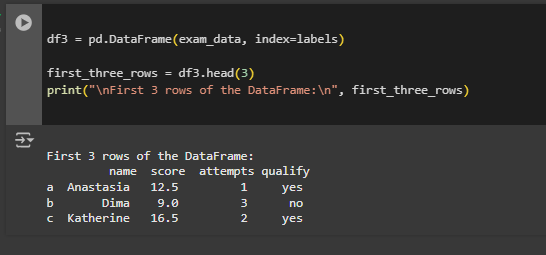 df3 = pd.DataFrame(exam_data, index=labels)
first_three_rows = df3.head(3)
print("\nFirst 3 rows of the DataFrame:\n", first_three_rows)
First 3 rows of the DataFrame:
        name  score  attempts qualify
a  Anastasia   12.5         1     yes
b       Dima    9.0         3      no
c  Katherine   16.5         2     yes